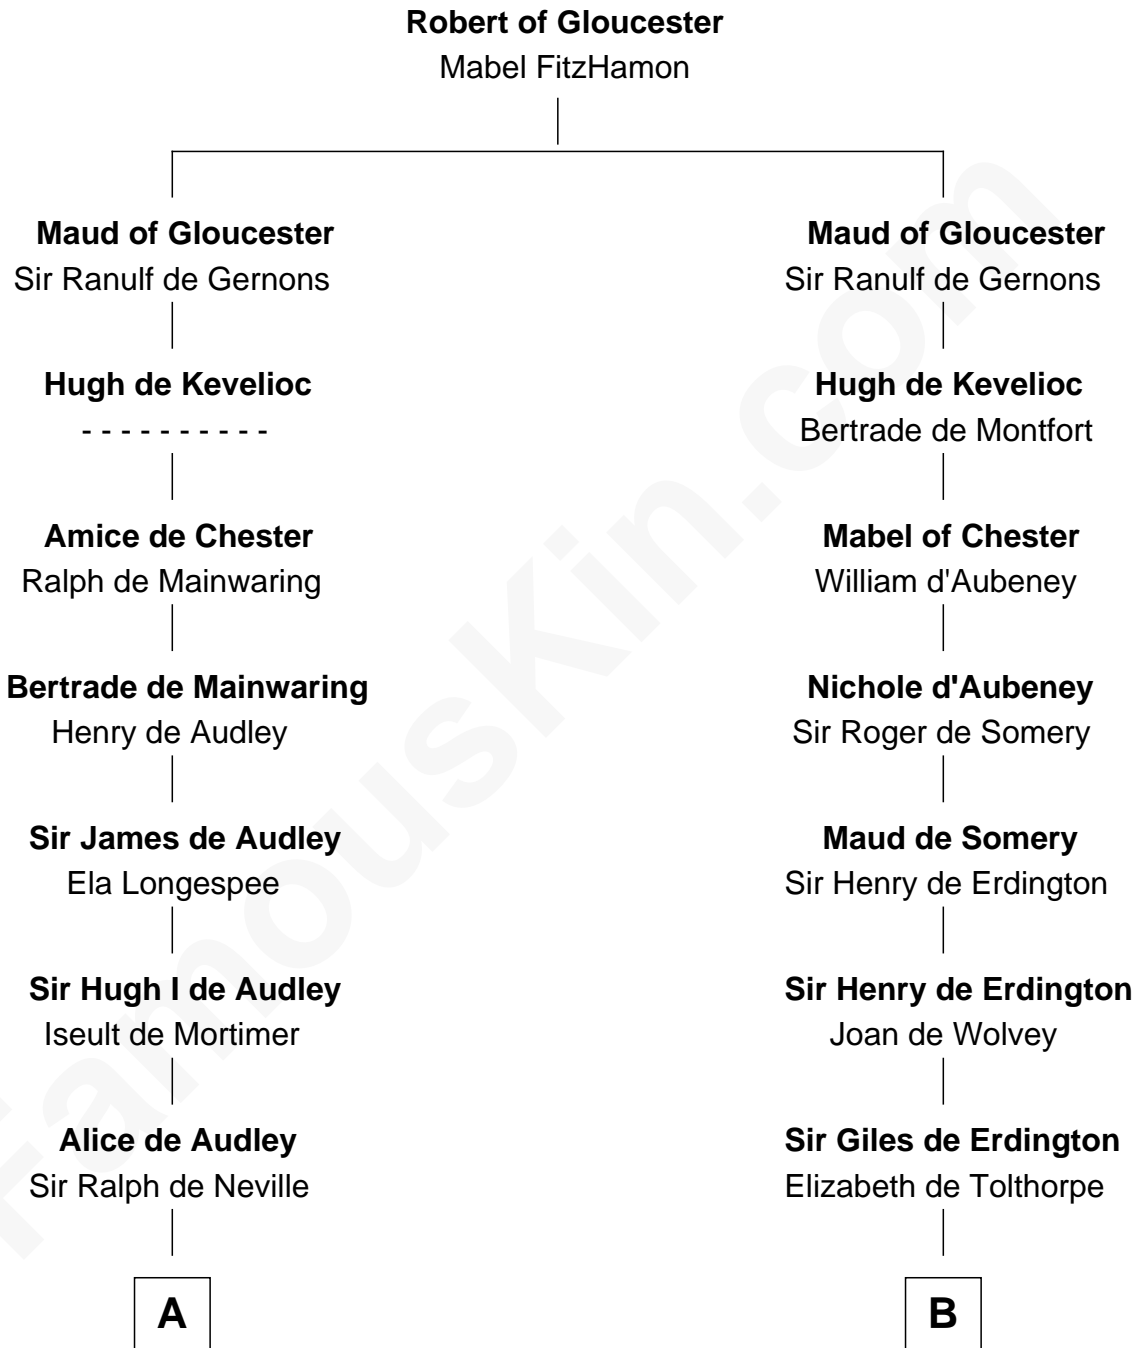 Robert of Gloucester
Mabel FitzHamon
Maud of Gloucester
Sir Ranulf de Gernons
Hugh de Kevelioc
- - - - - - - - - -
Amice de Chester
Ralph de Mainwaring
Bertrade de Mainwaring
Henry de Audley
Sir James de Audley
Ela Longespee
Sir Hugh I de Audley
Iseult de Mortimer
Alice de Audley
Sir Ralph de Neville
A
Maud of Gloucester
Sir Ranulf de Gernons
Hugh de Kevelioc
Bertrade de Montfort
Mabel of Chester
William d'Aubeney
Nichole d'Aubeney
Sir Roger de Somery
Maud de Somery
Sir Henry de Erdington
Sir Henry de Erdington
Joan de Wolvey
Sir Giles de Erdington
Elizabeth de Tolthorpe
B
FamousKin.com